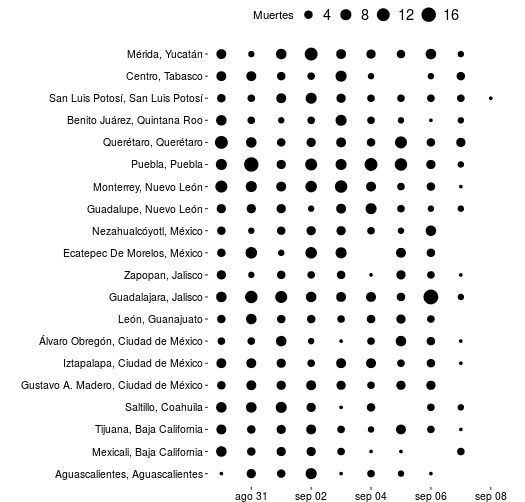 Muertes 4 8 12 16
Mérida, Yucatán
Centro, Tabasco
San Luis Potosí, San Luis Potosí
Benito Juárez, Quintana Roo
Querétaro, Querétaro
Puebla, Puebla
Monterrey, Nuevo León
Guadalupe, Nuevo León
Nezahualcóyotl, México
Ecatepec De Morelos, México
Zapopan, Jalisco
Guadalajara, Jalisco
León, Guanajuato
Álvaro Obregón, Ciudad de México
Iztapalapa, Ciudad de México
Gustavo A. Madero, Ciudad de México
Saltillo, Coahuila
Tijuana, Baja California
Mexicali, Baja California
Aguascalientes, Aguascalientes
ago 31 sep 02 sep 04 sep 06 sep 08